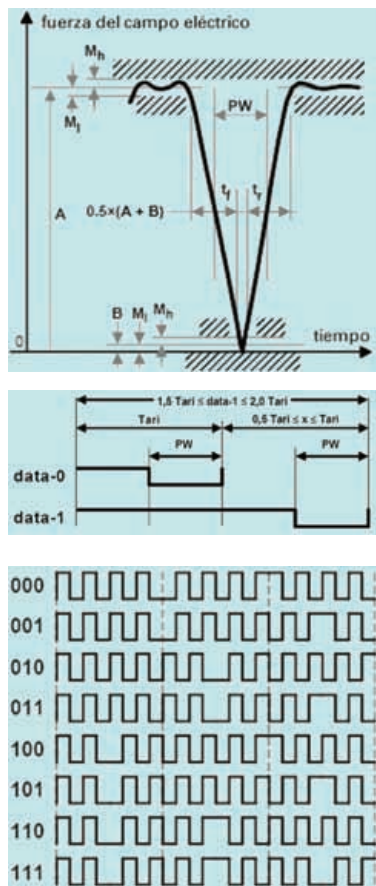 fuerza del campo eléctrico
Mh
Ml
PW
tf
tr
A
0.5×(A + B)
B
Ml
Mh
0
tiempo
1,5 Tari ≤ data-1 ≤ 2,0 Tari
Tari
0,5 Tari ≤ x ≤ Tari
PW
PW
data-0
data-1
000
001
010
011
100
101
110
111